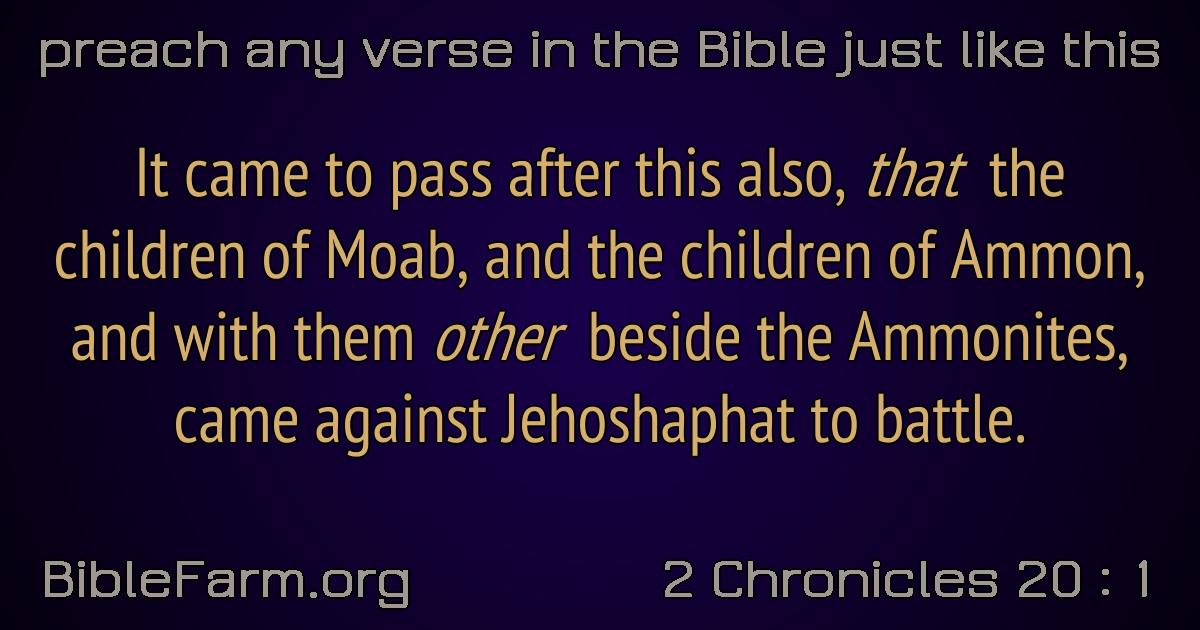 preach any verse in the Bible just like this
It came to pass after this also, that the
children of Moab, and the children of Ammon,
and with them other beside the Ammonites,
came against Jehoshaphat to battle.
BibleFarm.org
2 Chronicles 20 : 1